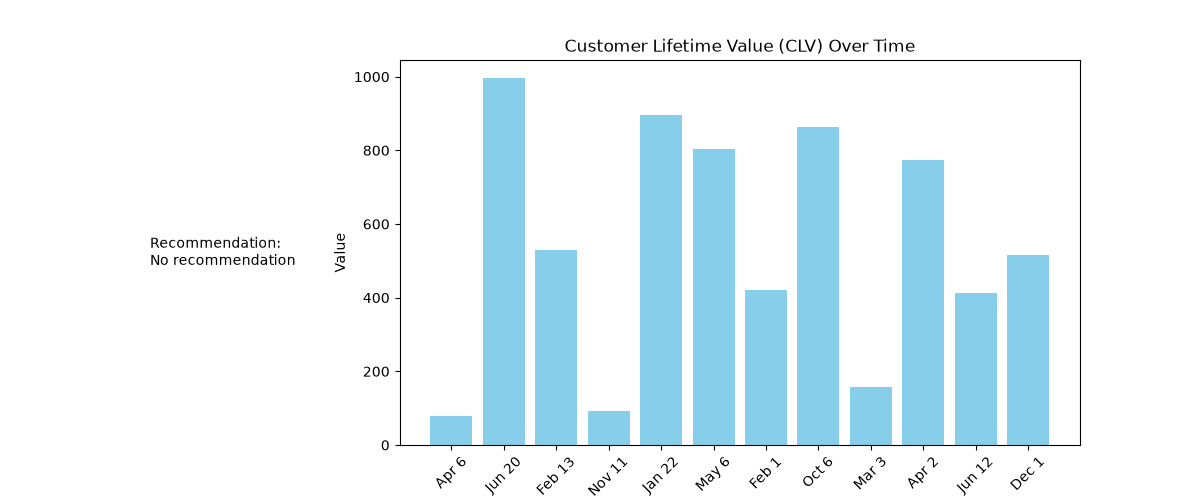 Customer Lifetime Value (CLV) Over Time
Recommendation:
No recommendation
Value
1000
800
600
400
200
0
Apr 6
Jun 20
Feb 13
Nov 11
Jan 22
May 6
Feb 1
Oct 6
Mar 3
Apr 2
Jun 12
Dec 1